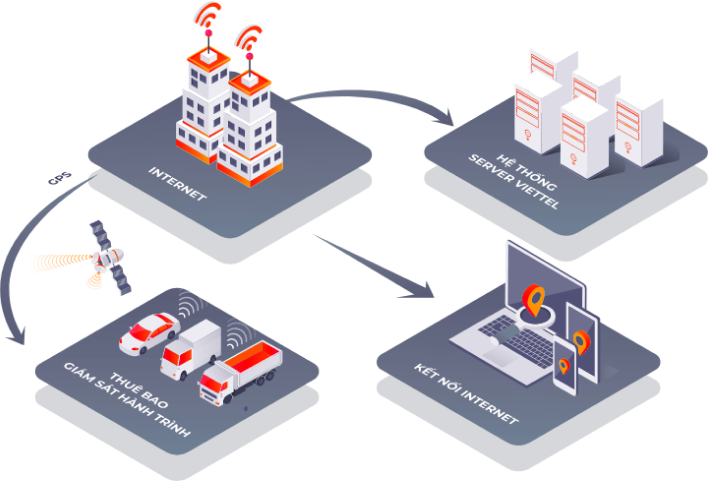 INTERNET
HỆ THỐNG
SERVER VIETTEL
GPS
THUÊ BAO
GIÁM SÁT HÀNH TRÌNH
KẾT NỐI INTERNET